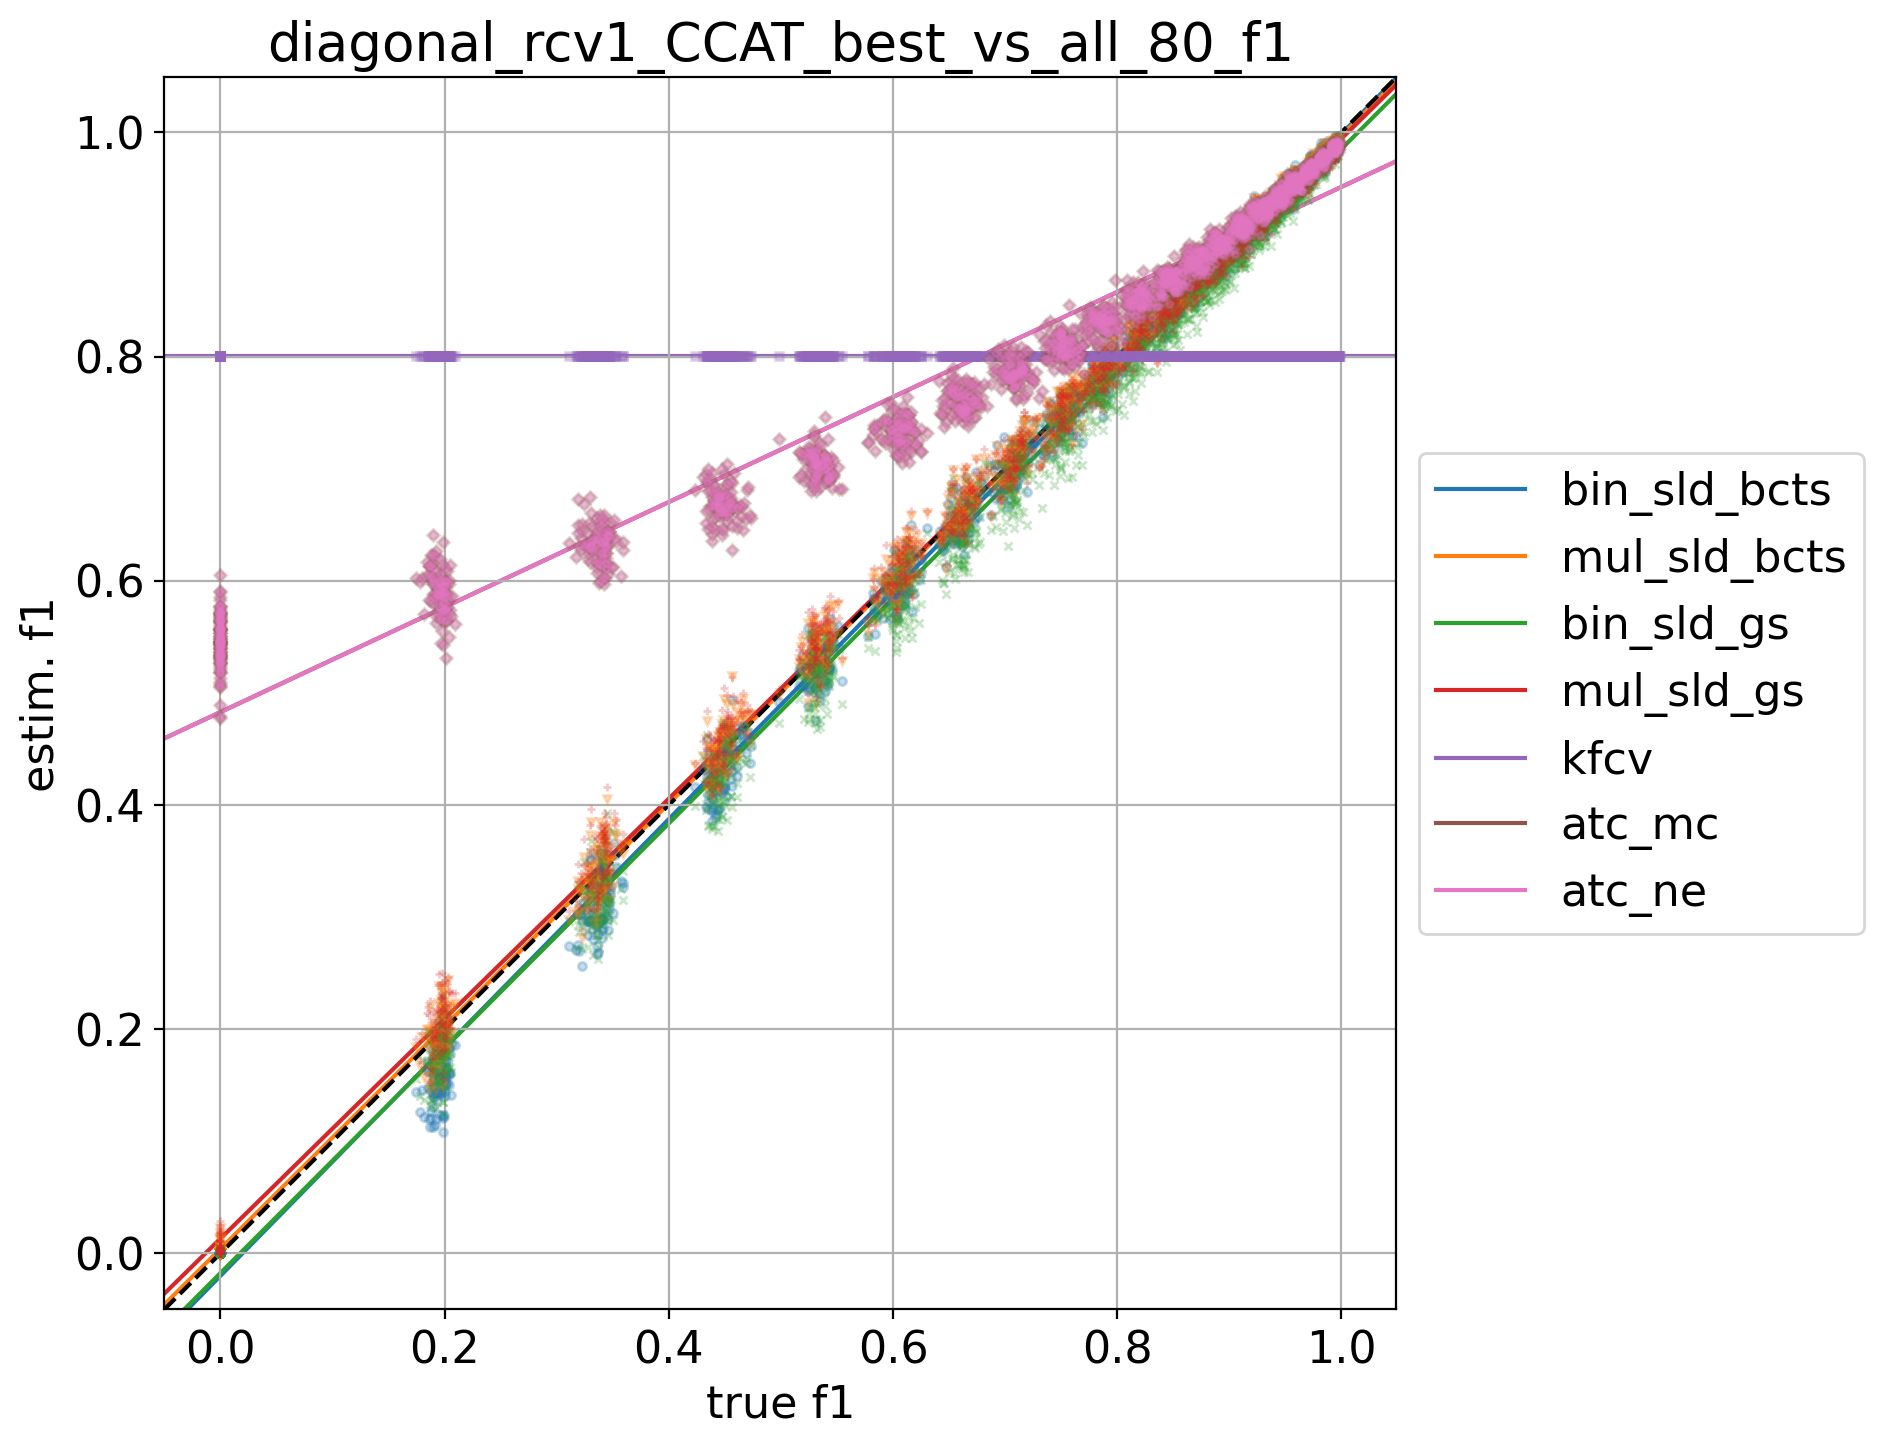 diagonal_rcv1_CCAT_best_vs_all_80_f1
1.0
0.8
0.6
0.4
0.2
0.0
estim. f1
0.0 0.2 0.4 0.6 0.8 1.0
true f1
bin_sld_bcts
mul_sld_bcts
bin_sld_gs
mul_sld_gs
kfcv
atc_mc
atc_ne